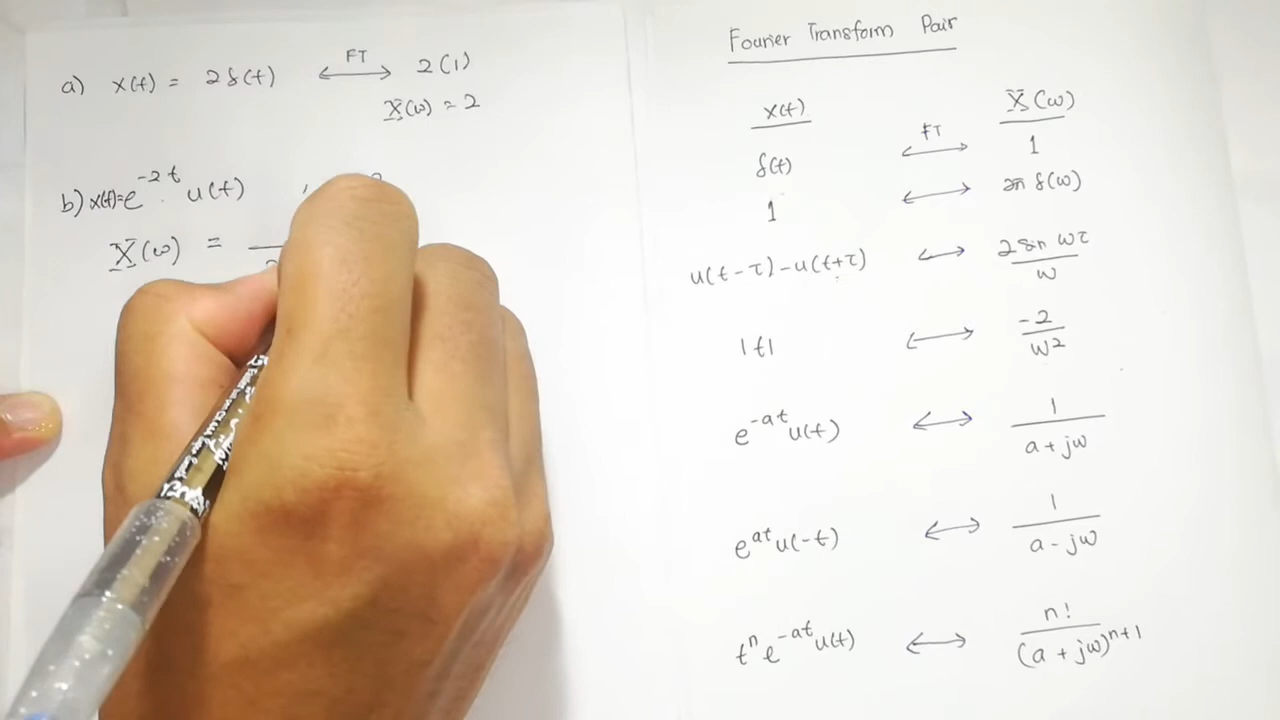 a) x(t) = 2δ(t) ⟷ FT 2(1)
X(ω) = 2
b) x(t)=e^{-2t} u(t)
X(ω) =
Fourier Transform Pair
x(t) X(ω)
δ(t) ⟷ FT 1
1 ⟷ 2π δ(ω)
u(t-τ)-u(t+τ) ⟷ 2 sin ωτ / ω
|t| ⟷ -2 / ω²
e^{-at}u(t) ⟷ 1 / a + jω
e^{at}u(-t) ⟷ 1 / a - jω
t^n e^{-at}u(t) ⟷ n! / (a + jω)^{n+1}